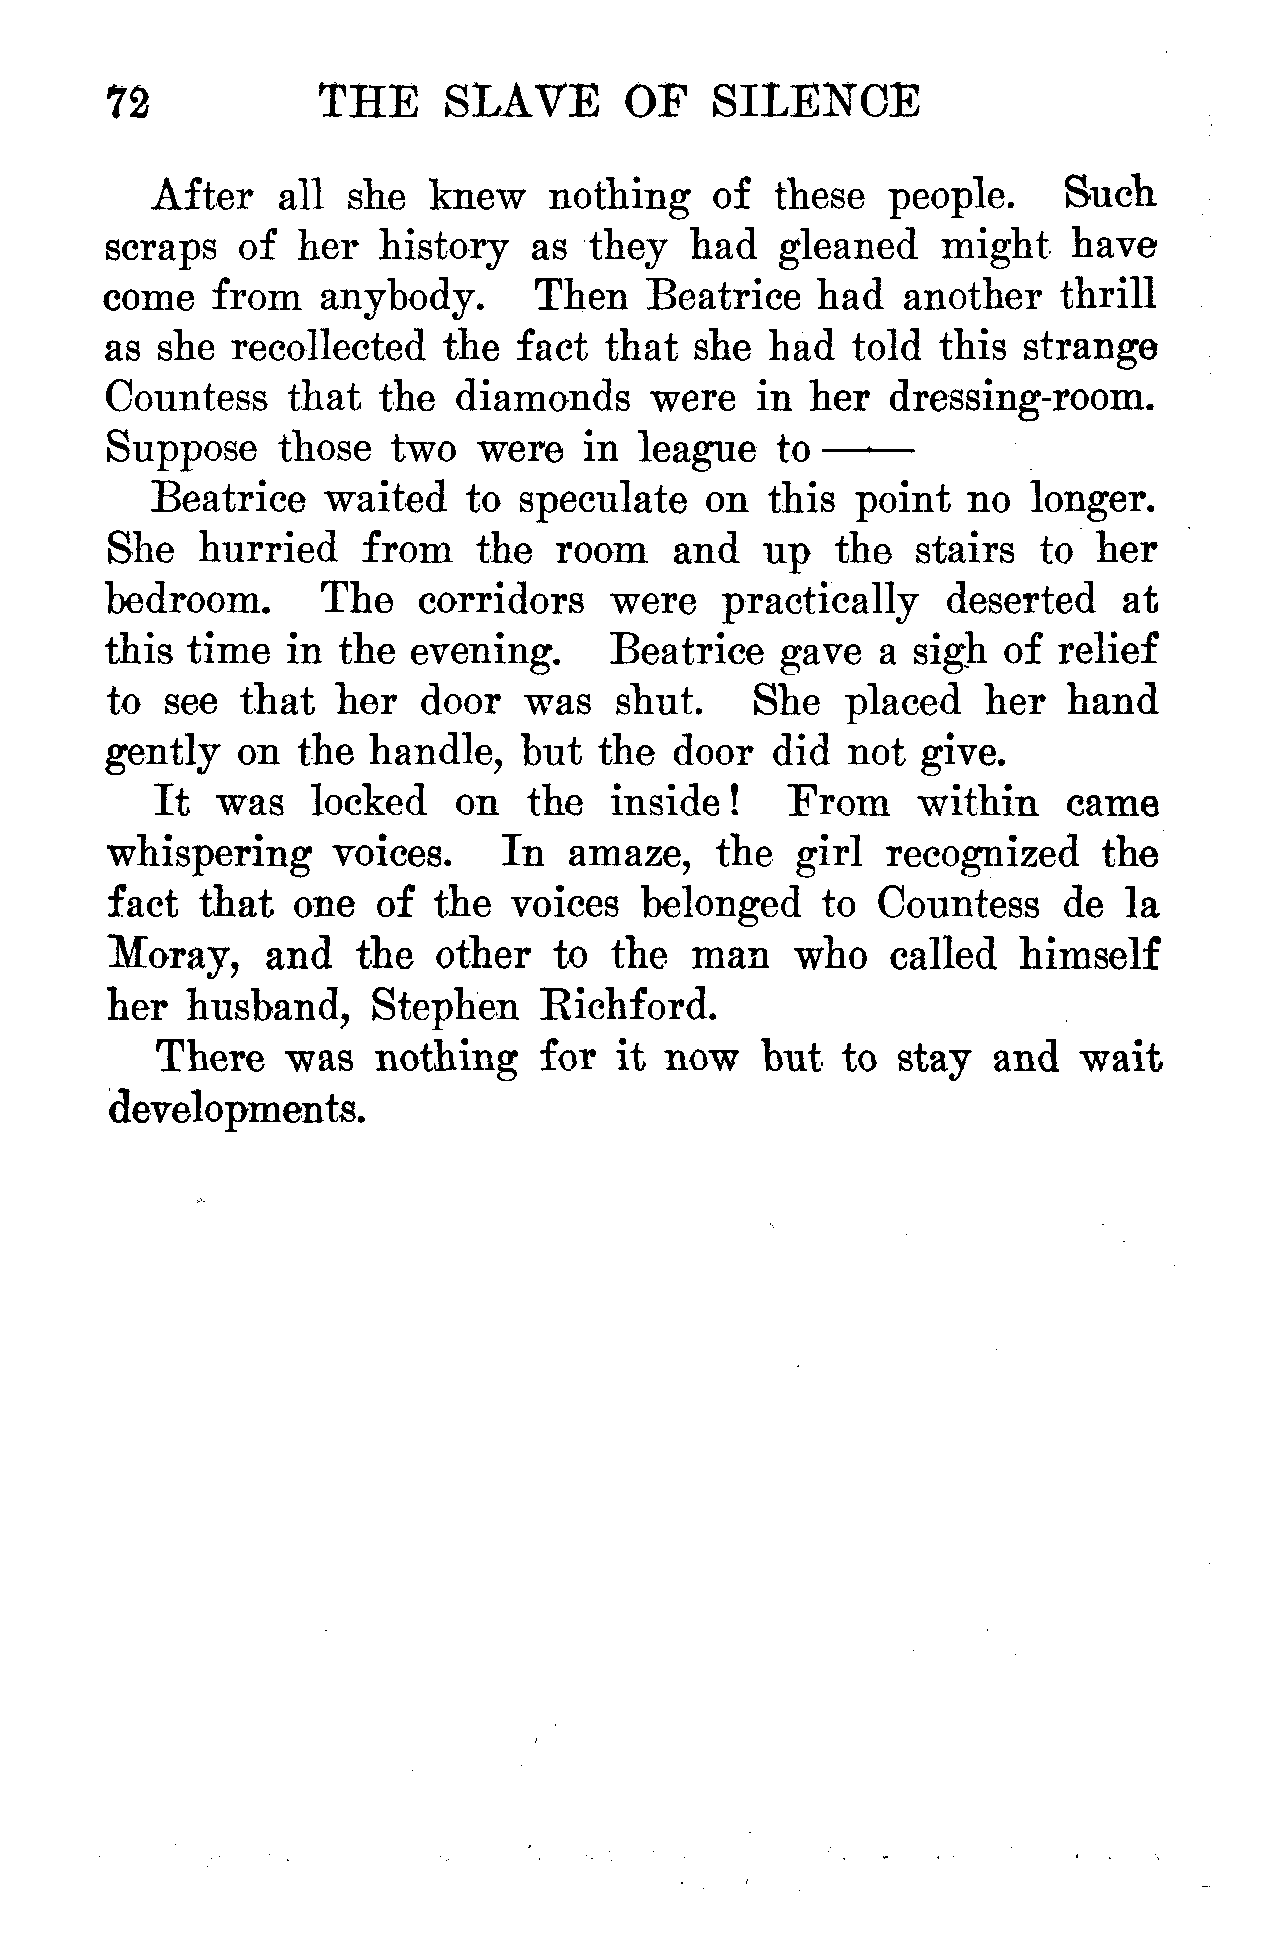 72 THE SLAVE OF SILENCE
After all she knew nothing of these people. Such
scraps of her history as they had gleaned might have
come from anybody. Then Beatrice had another thrill
as she recollected the fact that she had told this strange
Countess that the diamonds were in her dressing-room.
Suppose those two were in league to ——
Beatrice waited to speculate on this point no longer.
She hurried from the room and up the stairs to her
bedroom. The corridors were practically deserted at
this time in the evening. Beatrice gave a sigh of relief
to see that her door was shut. She placed her hand
gently on the handle, but the door did not give.
It was locked on the inside! From within came
whispering voices. In amaze, the girl recognized the
fact that one of the voices belonged to Countess de la
Moray, and the other to the man who called himself
her husband, Stephen Richford.
There was nothing for it now but to stay and wait
developments.